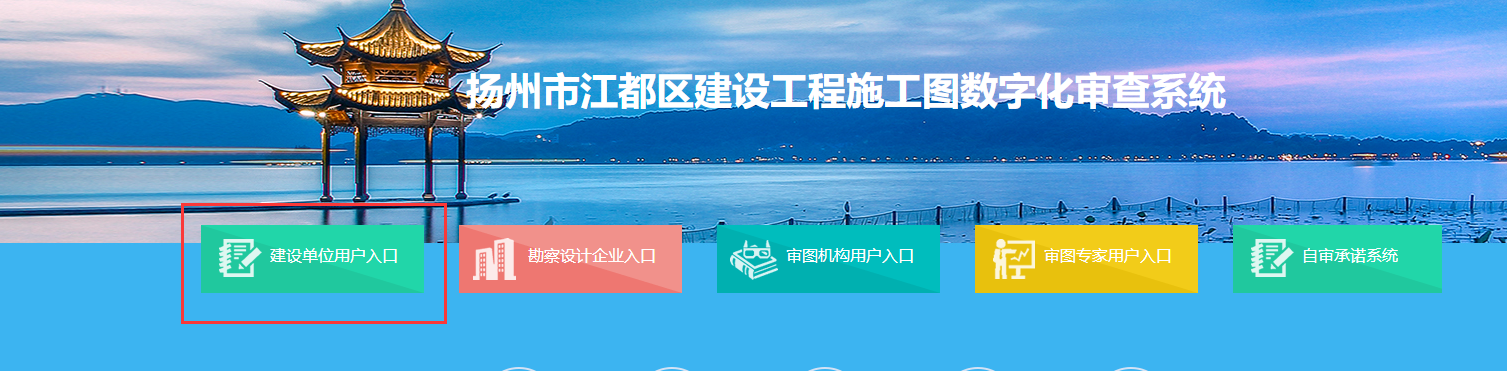 扬州市江都区建设工程施工图数字化审查系统
建设单位用户入口
勘察设计企业入口
审图机构用户入口
审图专家用户入口
自审承诺系统